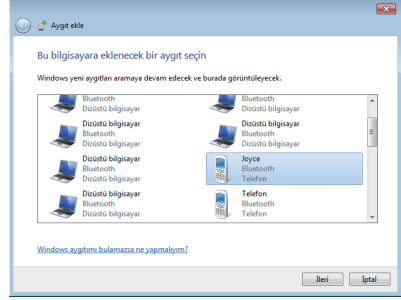 Aygıt ekle
Bu bilgisayara eklenecek bir aygıt seçin
Windows yeni aygıtları aramaya devam edecek ve burada görüntüleyecek.
Bluetooth
Dizüstü bilgisayar
Bluetooth
Dizüstü bilgisayar
Dizüstü bilgisayar
Bluetooth
Dizüstü bilgisayar
Dizüstü bilgisayar
Bluetooth
Dizüstü bilgisayar
Dizüstü bilgisayar
Bluetooth
Dizüstü bilgisayar
Joyce
Bluetooth
Telefon
Dizüstü bilgisayar
Bluetooth
Dizüstü bilgisayar
Telefon
Bluetooth
Telefon
Windows aygıtımı bulamazsa ne yapmalıyım?
İleri
İptal